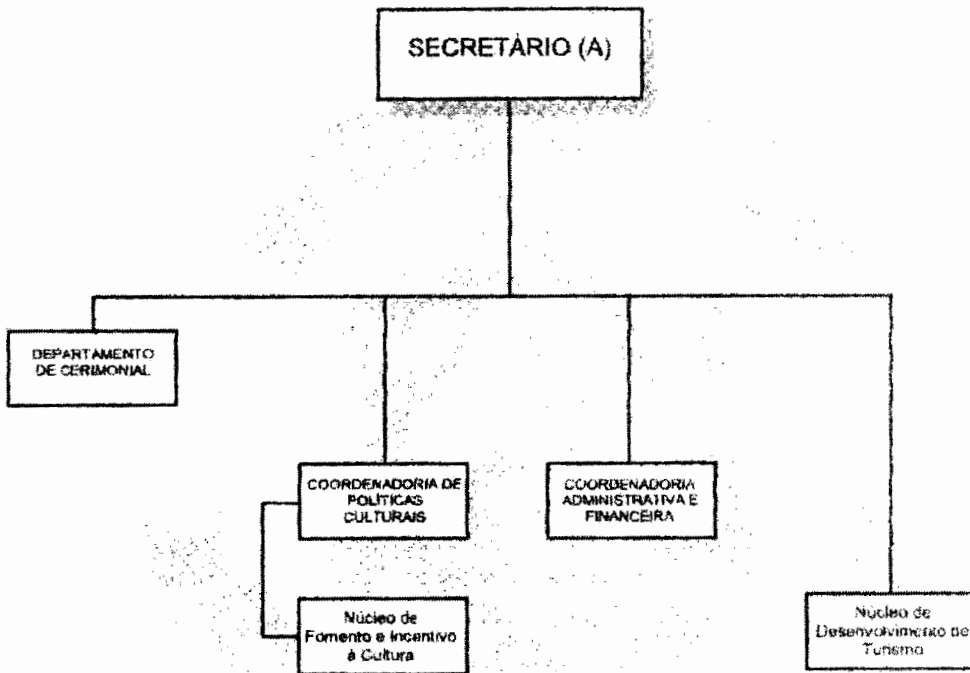 SECRETÁRIO (A)
DEPARTAMENTO
DE CERIMONIAL
COORDENADORIA DE
POLÍTICAS
CULTURAIS
COORDENADORIA
ADMINISTRATIVA E
FINANCEIRA
Núcleo de
Fomento e Incentivo
à Cultura
Núcleo de
Desenvolvimento de
Turismo